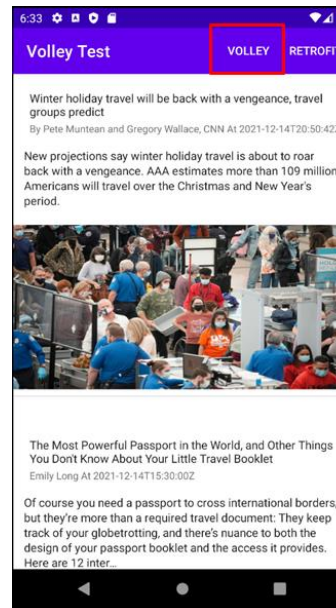 6:33
Volley Test
VOLLEY
RETROFI
Winter holiday travel will be back with a vengeance, travel
groups predict
By Pete Muntean and Gregory Wallace, CNN At 2021-12-14T20:50:42Z
New projections say winter holiday travel is about to roar
back with a vengeance. AAA estimates more than 109 million
Americans will travel over the Christmas and New Year's
period.
The Most Powerful Passport in the World, and Other Things
You Don't Know About Your Little Travel Booklet
Emily Long At 2021-12-14T15:30:00Z
Of course you need a passport to cross international borders,
but they're more than a required travel document: They keep
track of your globetrotting, and there's nuance to both the
design of your passport booklet and the access it provides.
Here are 12 inter…